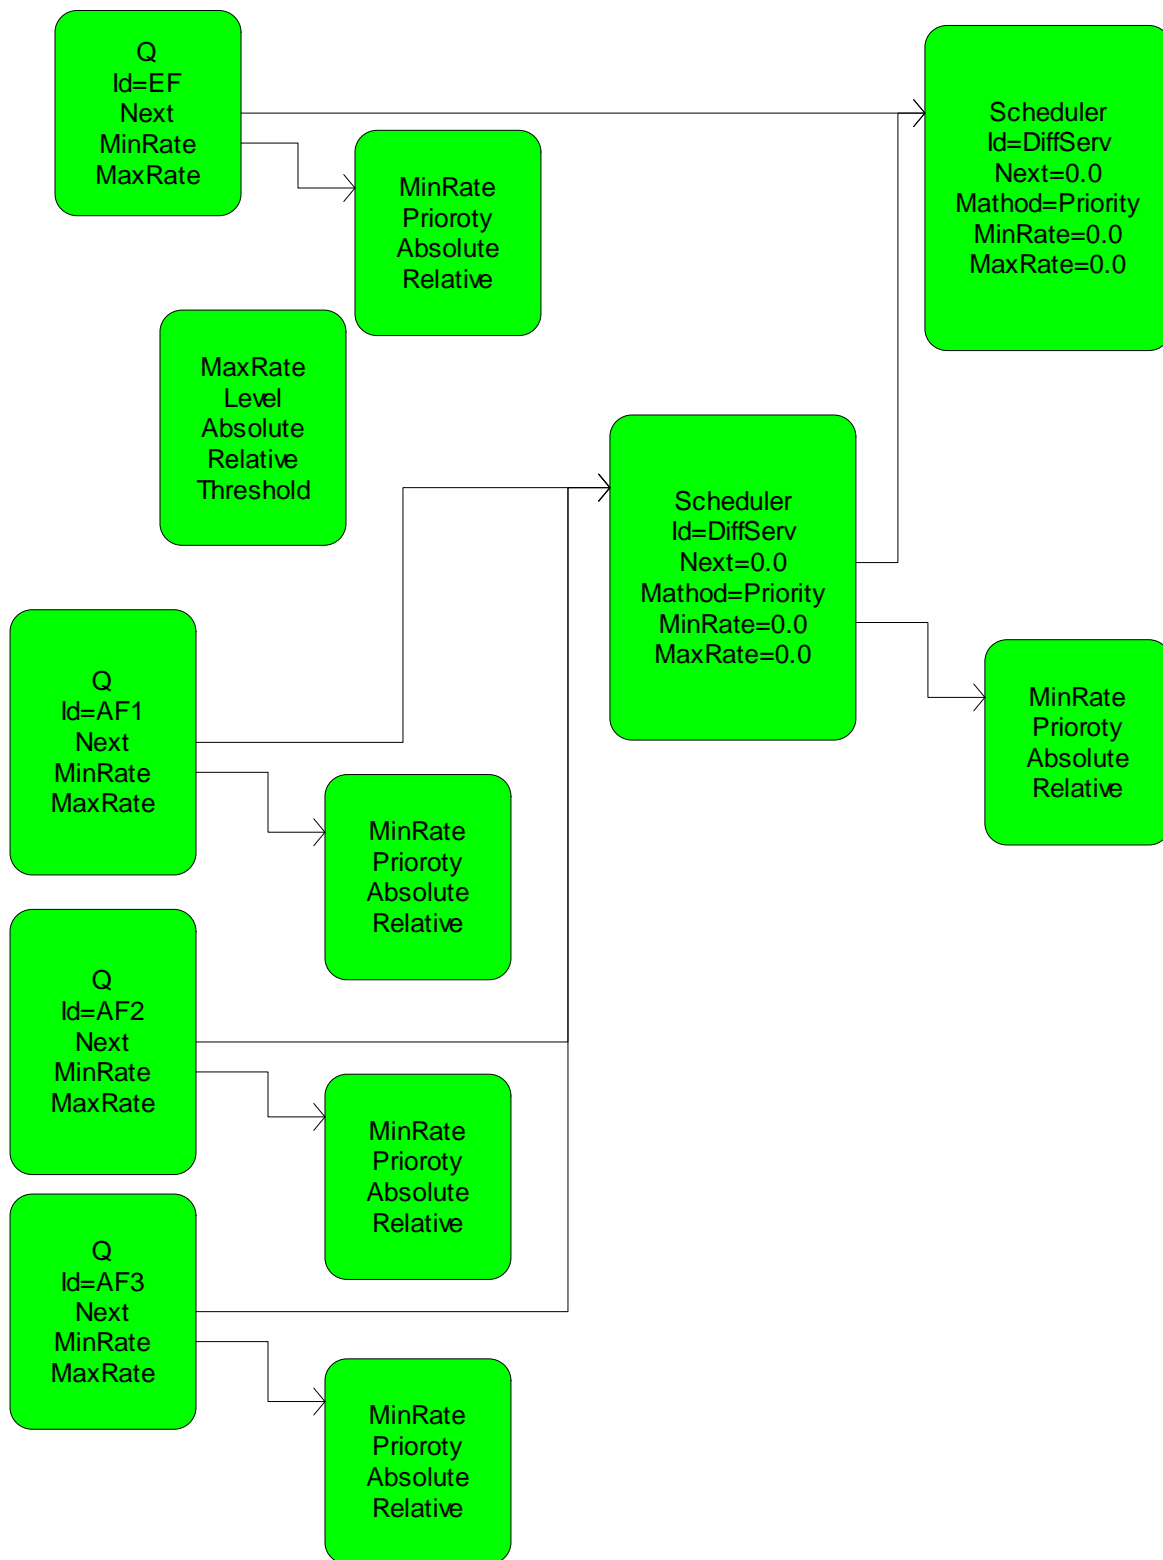 Q
Id=EF
Next
MinRate
MaxRate
Scheduler
Id=DiffServ
Next=0.0
Mathod=Priority
MinRate=0.0
MaxRate=0.0
MinRate
Prioroty
Absolute
Relative
MaxRate
Level
Absolute
Relative
Threshold
Scheduler
Id=DiffServ
Next=0.0
Mathod=Priority
MinRate=0.0
MaxRate=0.0
Q
Id=AF1
Next
MinRate
MaxRate
MinRate
Prioroty
Absolute
Relative
MinRate
Prioroty
Absolute
Relative
Q
Id=AF2
Next
MinRate
MaxRate
MinRate
Prioroty
Absolute
Relative
Q
Id=AF3
Next
MinRate
MaxRate
MinRate
Prioroty
Absolute
Relative